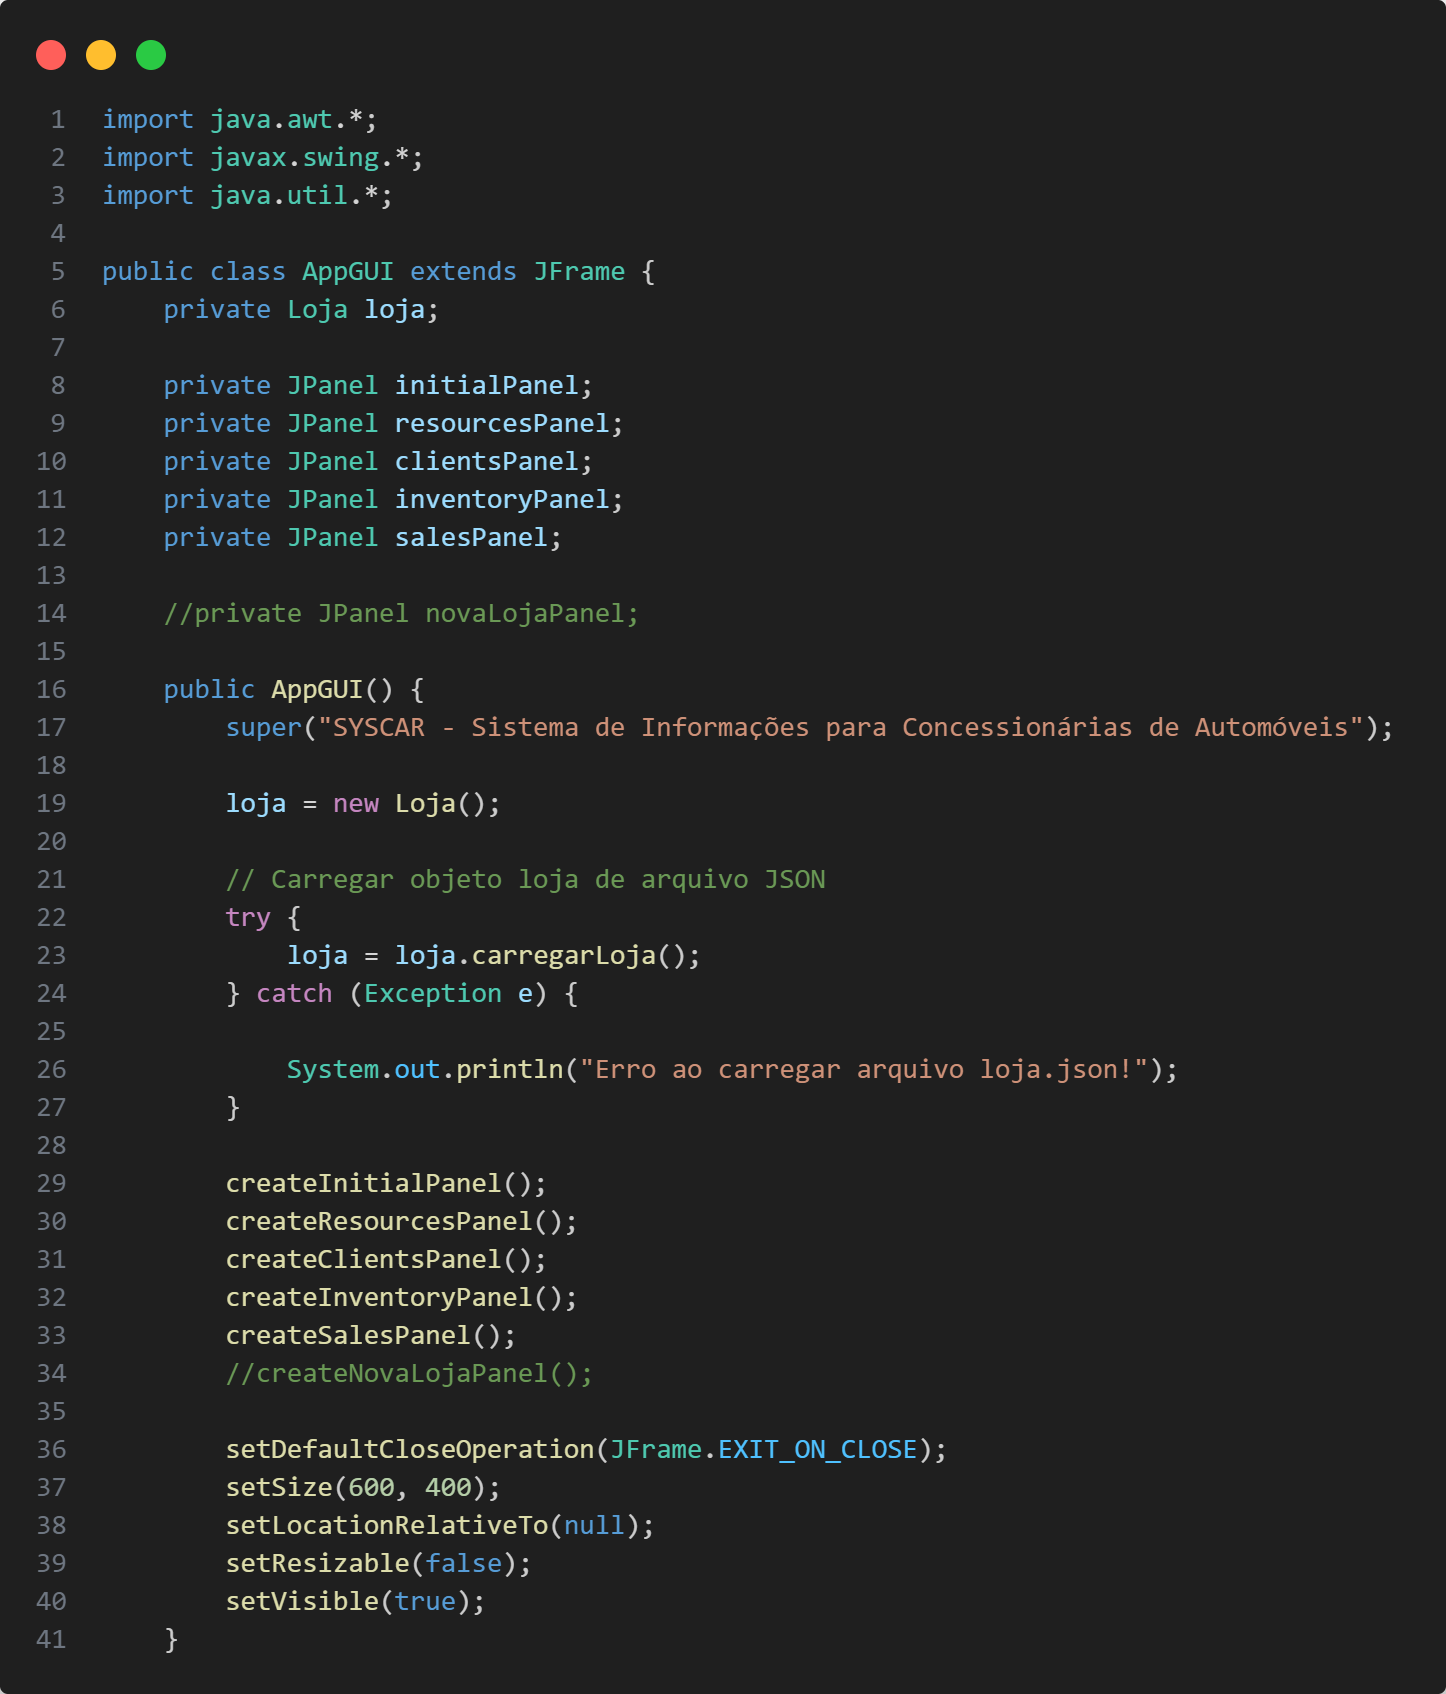 1 import java.awt.*;
2 import javax.swing.*;
3 import java.util.*;
4
5 public class AppGUI extends JFrame {
6     private Loja loja;
7
8     private JPanel initialPanel;
9     private JPanel resourcesPanel;
10     private JPanel clientsPanel;
11     private JPanel inventoryPanel;
12     private JPanel salesPanel;
13
14     //private JPanel novaLojaPanel;
15
16     public AppGUI() {
17         super("SYSCAR - Sistema de Informações para Concessionárias de Automóveis");
18
19         loja = new Loja();
20
21         // Carregar objeto loja de arquivo JSON
22         try {
23             loja = loja.carregarLoja();
24         } catch (Exception e) {
25
26             System.out.println("Erro ao carregar arquivo loja.json!");
27         }
28
29         createInitialPanel();
30         createResourcesPanel();
31         createClientsPanel();
32         createInventoryPanel();
33         createSalesPanel();
34         //createNovaLojaPanel();
35
36         setDefaultCloseOperation(JFrame.EXIT_ON_CLOSE);
37         setSize(600, 400);
38         setLocationRelativeTo(null);
39         setResizable(false);
40         setVisible(true);
41     }